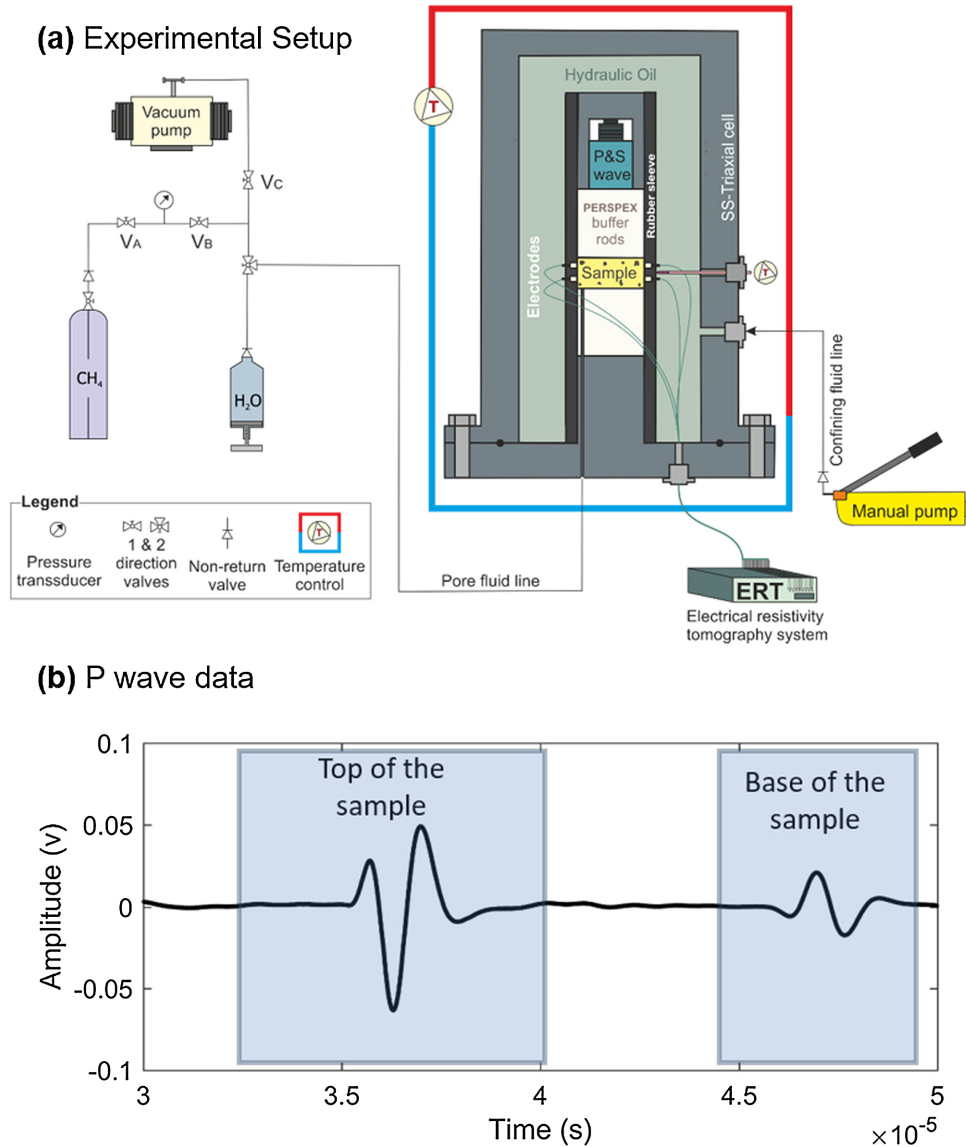 (a) Experimental Setup
Vacuum
pump
VC
VA
VB
CH4
H2O
T
Hydraulic Oil
P&S
wave
PERSPEX
buffer
rods
Sample
Rubber sleeve
SS-Triaxial cell
Electrodes
T
Confining fluid line
Manual pump
Pore fluid line
ERT
Electrical resistivity
tomography system
Legend
Pressure
transsducer
1 & 2
direction
valves
Non-return
valve
T
Temperature
control
(b) P wave data
Top of the
sample
Base of the
sample
Amplitude (v)
0.1
0.05
0
-0.05
-0.1
3
3.5
4
4.5
5
Time (s)
×10-5